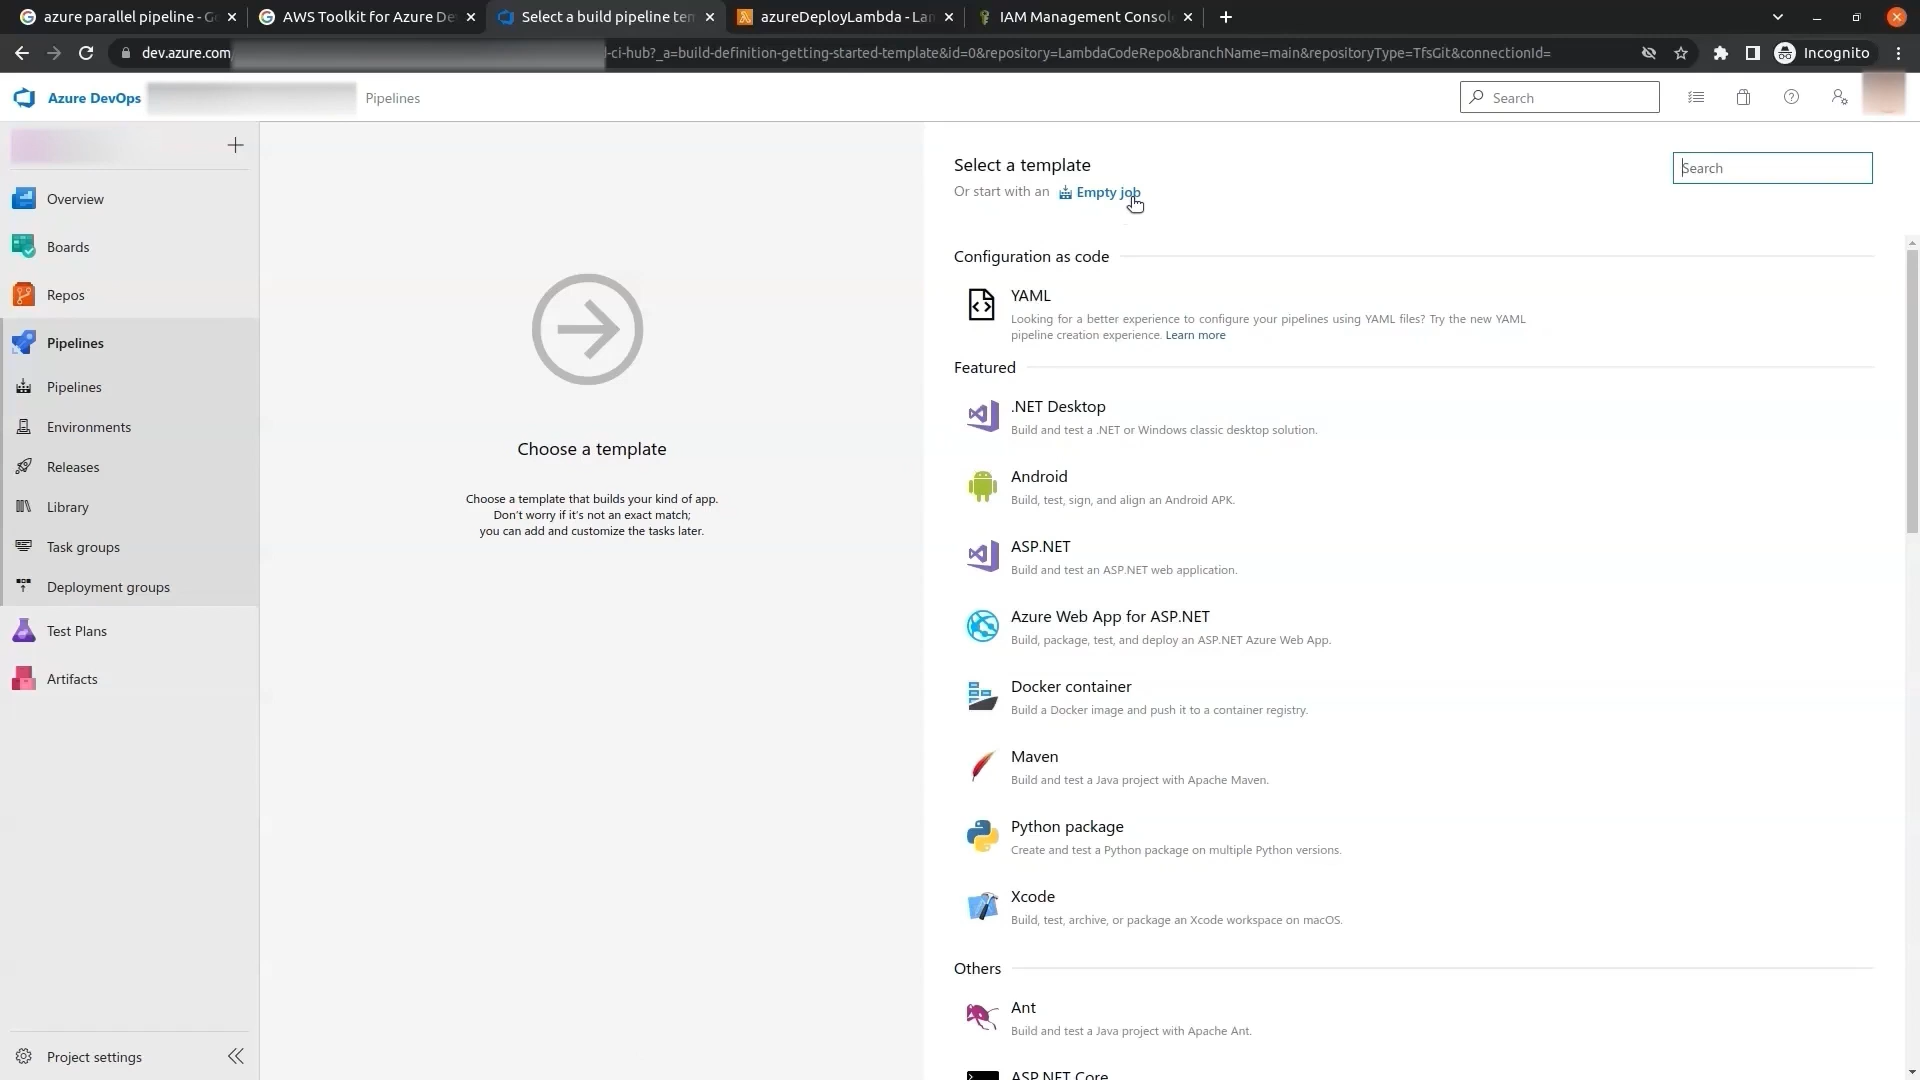 azure parallel pipeline - G
AWS Toolkit for Azure De
Select a build pipeline ten
azureDeployLambda - Lan
IAM Management Consol
dev.azure.com
-ci-hub?_a=build-definition-getting-started-template&id=0&repository=LambdaCodeRepo&branchName=main&repositoryType=TfsGit&connectionId=
Incognito
Azure DevOps
Pipelines
Search
Overview
Boards
Repos
Pipelines
Pipelines
Environments
Releases
Library
Task groups
Deployment groups
Test Plans
Artifacts
Project settings
Choose a template
Choose a template that builds your kind of app.
Don't worry if it's not an exact match;
you can add and customize the tasks later.
Select a template
Or start with an Empty job
Search
Configuration as code
YAML
Looking for a better experience to configure your pipelines using YAML files? Try the new YAML
pipeline creation experience. Learn more
Featured
.NET Desktop
Build and test a .NET or Windows classic desktop solution.
Android
Build, test, sign, and align an Android APK.
ASP.NET
Build and test an ASP.NET web application.
Azure Web App for ASP.NET
Build, package, test, and deploy an ASP.NET Azure Web App.
Docker container
Build a Docker image and push it to a container registry.
Maven
Build and test a Java project with Apache Maven.
Python package
Create and test a Python package on multiple Python versions.
Xcode
Build, test, archive, or package an Xcode workspace on macOS.
Others
Ant
Build and test a Java project with Apache Ant.
ASP.NET Core